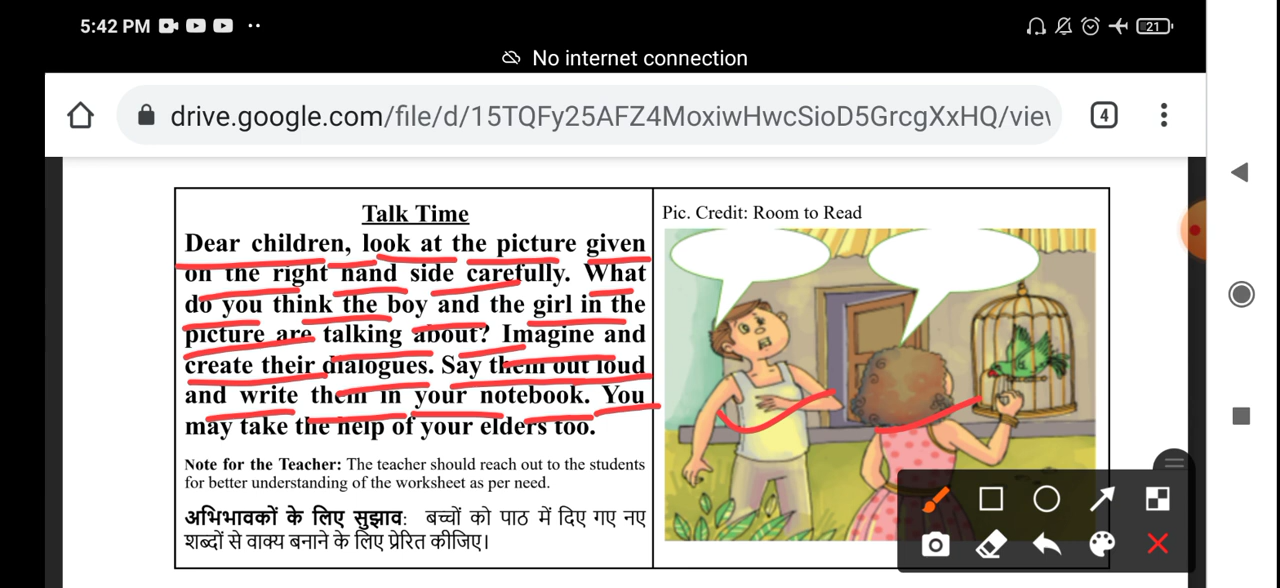 5:42 PM
21
No internet connection
drive.google.com/file/d/15TQFy25AFZ4MoxiwHwcSioD5GrcgXxHQ/view
4
Talk Time
Dear children, look at the picture given
on the right hand side carefully. What
do you think the boy and the girl in the
picture are talking about? Imagine and
create their dialogues. Say them out loud
and write them in your notebook. You
may take the help of your elders too.
Note for the Teacher: The teacher should reach out to the students
for better understanding of the worksheet as per need.
अभिभावकों के लिए सुझाव: बच्चों को पाठ में दिए गए नए
शब्दों से वाक्य बनाने के लिए प्रेरित कीजिए।
Pic. Credit: Room to Read